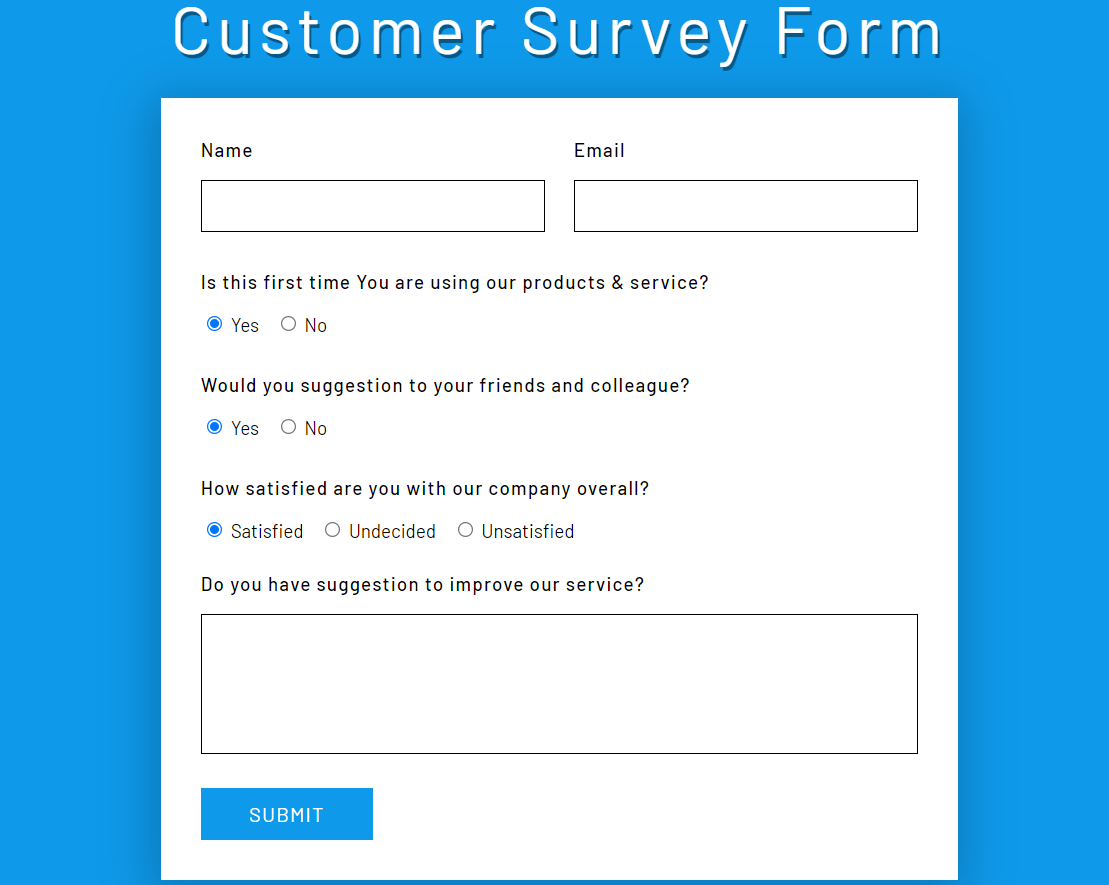 Customer Survey Form
Name Email
Is this first time You are using our products & service?
Yes No
Would you suggestion to your friends and colleague?
Yes No
How satisfied are you with our company overall?
Satisfied Undecided Unsatisfied
Do you have suggestion to improve our service?
SUBMIT